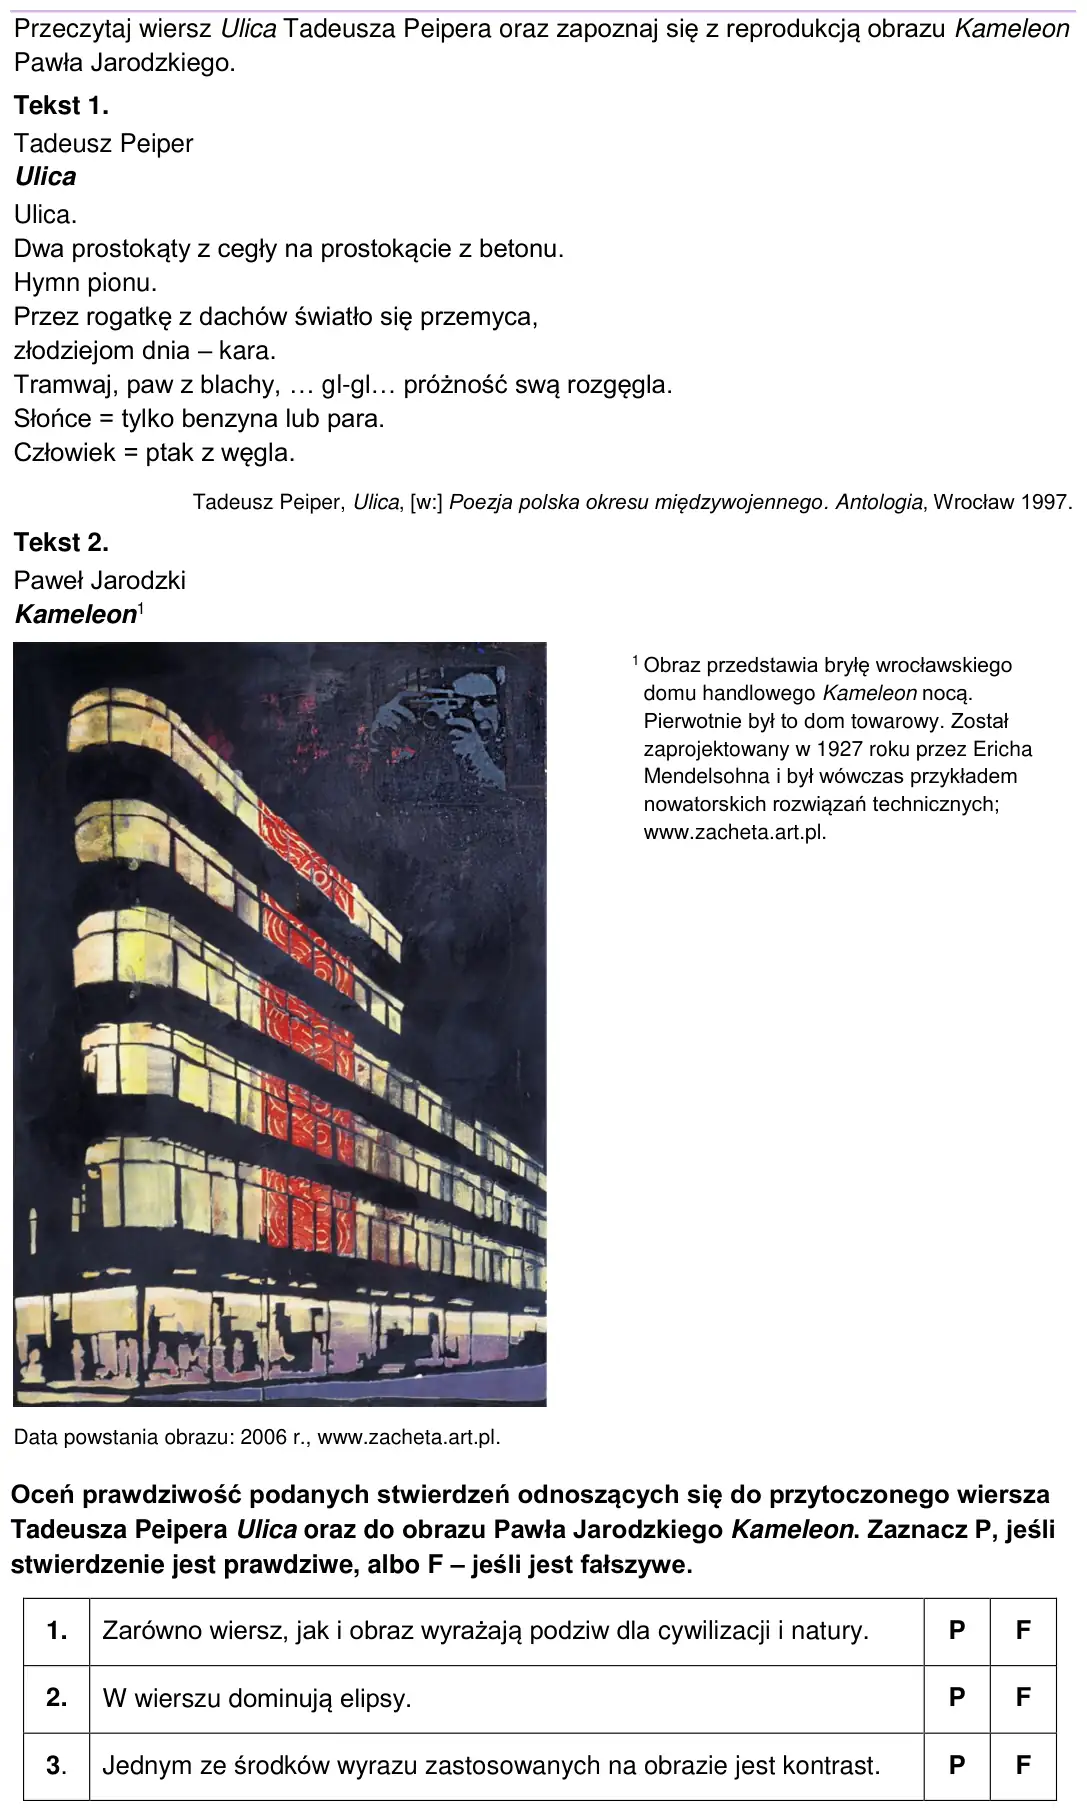 Przeczytaj wiersz Ulica Tadeusza Peipera oraz zapoznaj się z reprodukcją obrazu Kameleon
Pawła Jarodzkiego.
Tekst 1.
Tadeusz Peiper
Ulica
Ulica.
Dwa prostokąty z cegły na prostokącie z betonu.
Hymn pionu.
Przez rogatkę z dachów światło się przemyca,
złodziejom dnia – kara.
Tramwaj, paw z blachy, … gl-gl… próżność swą rozgęgla.
Słońce = tylko benzyna lub para.
Człowiek = ptak z węgla.
Tadeusz Peiper, Ulica, [w:] Poezja polska okresu międzywojennego. Antologia, Wrocław 1997.
Tekst 2.
Paweł Jarodzki
Kameleon¹
¹ Obraz przedstawia bryłę wrocławskiego
domu handlowego Kameleon nocą.
Pierwotnie był to dom towarowy. Został
zaprojektowany w 1927 roku przez Ericha
Mendelsohna i był wówczas przykładem
nowatorskich rozwiązań technicznych;
www.zacheta.art.pl.
Data powstania obrazu: 2006 r., www.zacheta.art.pl.
Oceń prawdziwość podanych stwierdzeń odnoszących się do przytoczonego wiersza
Tadeusza Peipera Ulica oraz do obrazu Pawła Jarodzkiego Kameleon. Zaznacz P, jeśli
stwierdzenie jest prawdziwe, albo F – jeśli jest fałszywe.
1. Zarówno wiersz, jak i obraz wyrażają podziw dla cywilizacji i natury. P F
2. W wierszu dominują elipsy. P F
3. Jednym ze środków wyrazu zastosowanych na obrazie jest kontrast. P F